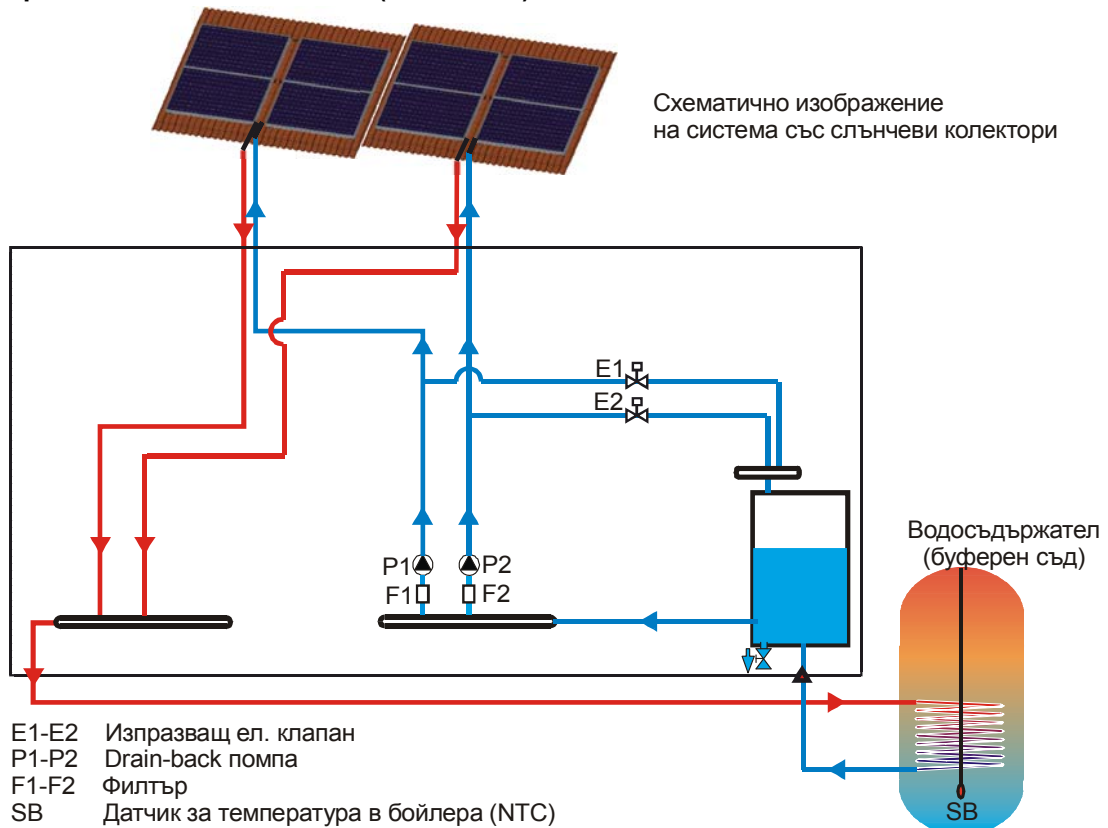 Схематично изображение
на система със слънчеви колектори
E1
E2
P1
P2
F1
F2
Водосъдържател
(буферен съд)
SB
E1-E2 Изпразващ ел. клапан
P1-P2 Drain-back помпа
F1-F2 Филтър
SB Датчик за температура в бойлера (NTC)